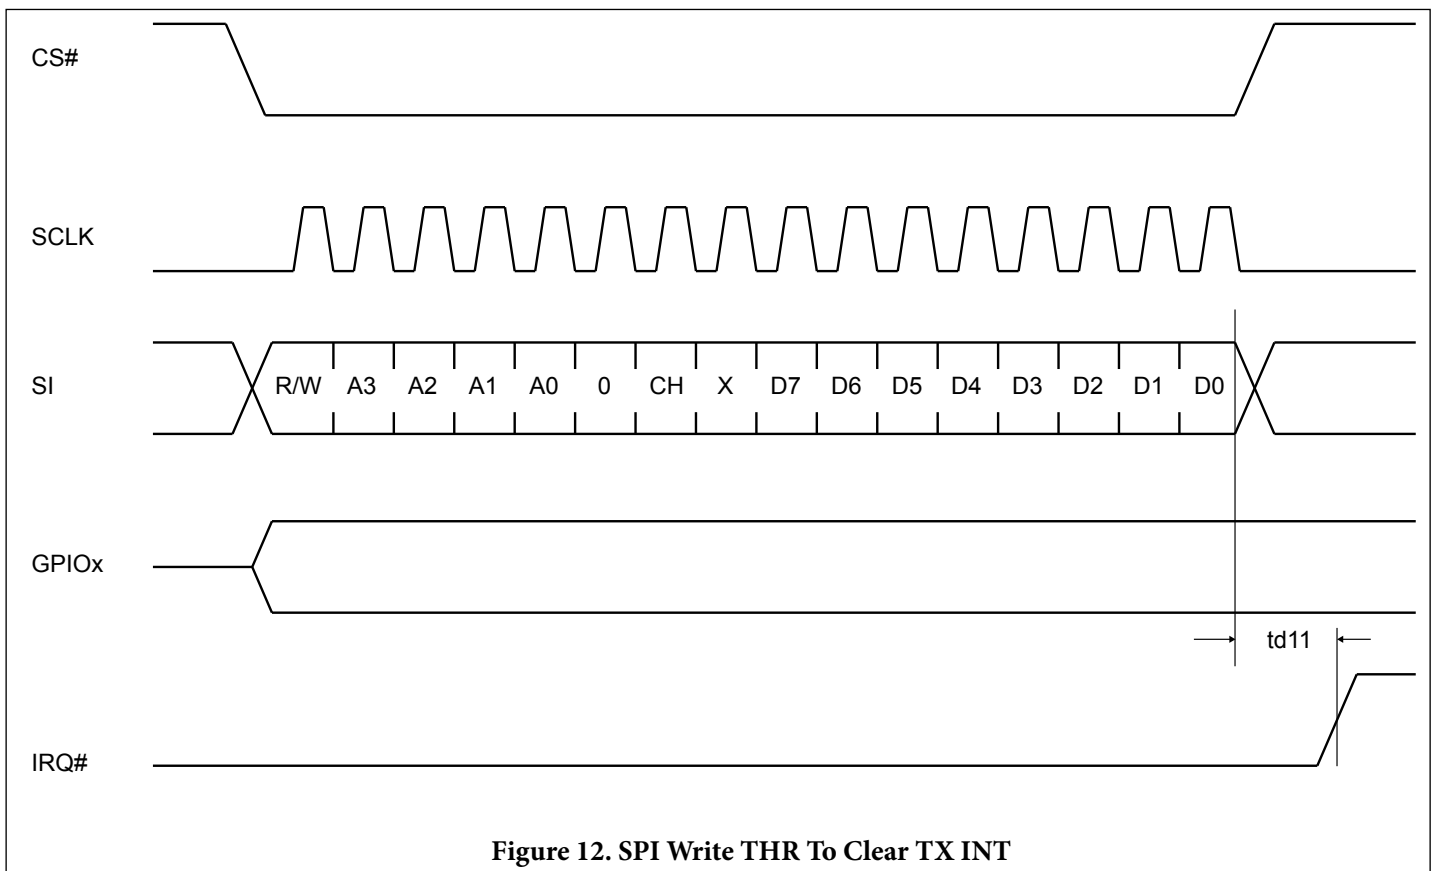 CS#
SCLK
SI R/W A3 A2 A1 A0 0 CH X D7 D6 D5 D4 D3 D2 D1 D0
GPIOx
td11
IRQ#
Figure 12. SPI Write THR To Clear TX INT